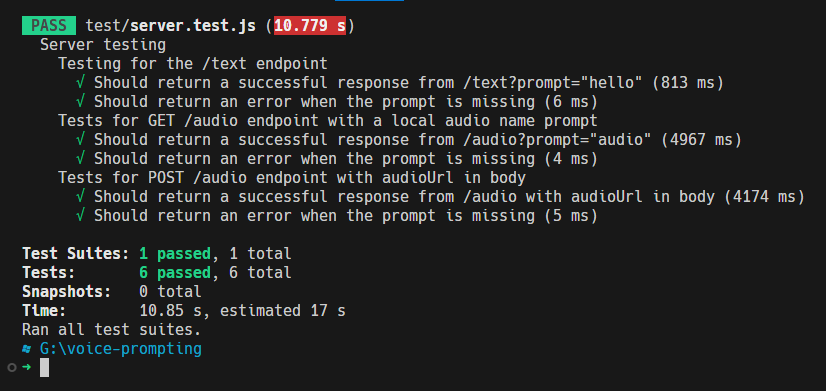 PASS test/server.test.js (10.779 s)
Server testing
Testing for the /text endpoint
√ Should return a successful response from /text?prompt="hello" (813 ms)
√ Should return an error when the prompt is missing (6 ms)
Tests for GET /audio endpoint with a local audio name prompt
√ Should return a successful response from /audio?prompt="audio" (4967 ms)
√ Should return an error when the prompt is missing (4 ms)
Tests for POST /audio endpoint with audioUrl in body
√ Should return a successful response from /audio with audioUrl in body (4174 ms)
√ Should return an error when the prompt is missing (5 ms)
Test Suites: 1 passed, 1 total
Tests: 6 passed, 6 total
Snapshots: 0 total
Time: 10.85 s, estimated 17 s
Ran all test suites.
G:\voice-prompting
➜